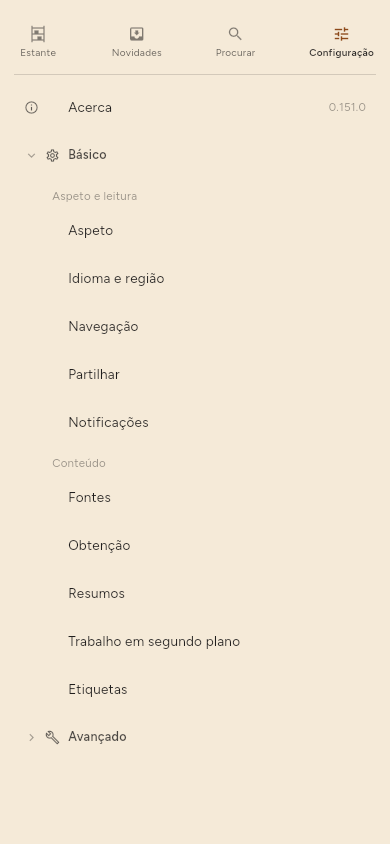 Estante
Novidades
Procurar
Configuração
Acerca
0.151.0
Básico
Aspeto e leitura
Aspeto
Idioma e região
Navegação
Partilhar
Notificações
Conteúdo
Fontes
Obtenção
Resumos
Trabalho em segundo plano
Etiquetas
Avançado